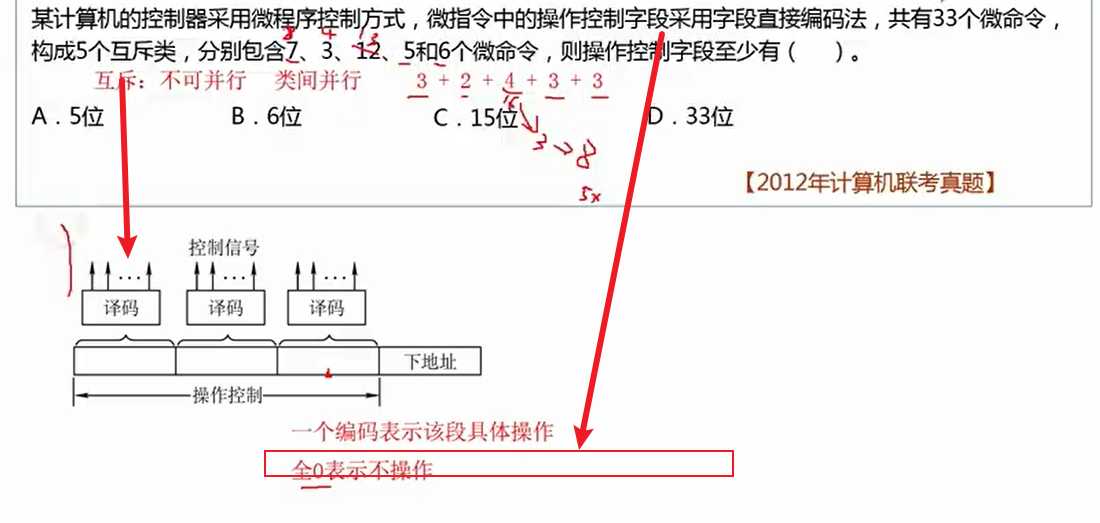 某计算机的控制器采用微程序控制方式，微指令中的操作控制字段采用字段直接编码法，共有33个微命令，
8 4 13
构成5个互斥类，分别包含7、3、12、5和6个微命令，则操作控制字段至少有（ ）。
互斥：不可并行 类间并行 3 + 2 + 4 + 3 + 3
16
A．5位 B．6位 C．15位 D．33位
3 → 8
【2012年计算机联考真题】
5x
控制信号
… … …
译码 译码 译码
下地址
操作控制
一个编码表示该段具体操作
全0表示不操作